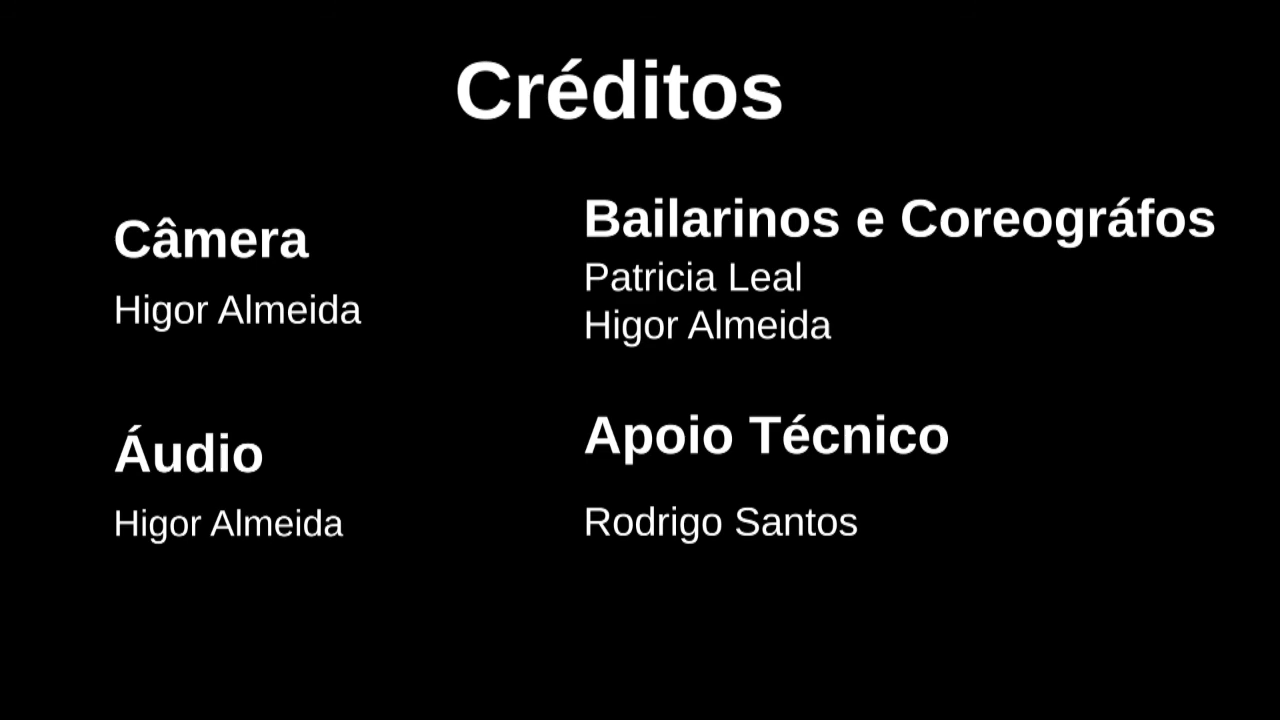 Créditos
Câmera
Higor Almeida
Áudio
Higor Almeida
Bailarinos e Coreográfos
Patricia Leal
Higor Almeida
Apoio Técnico
Rodrigo Santos